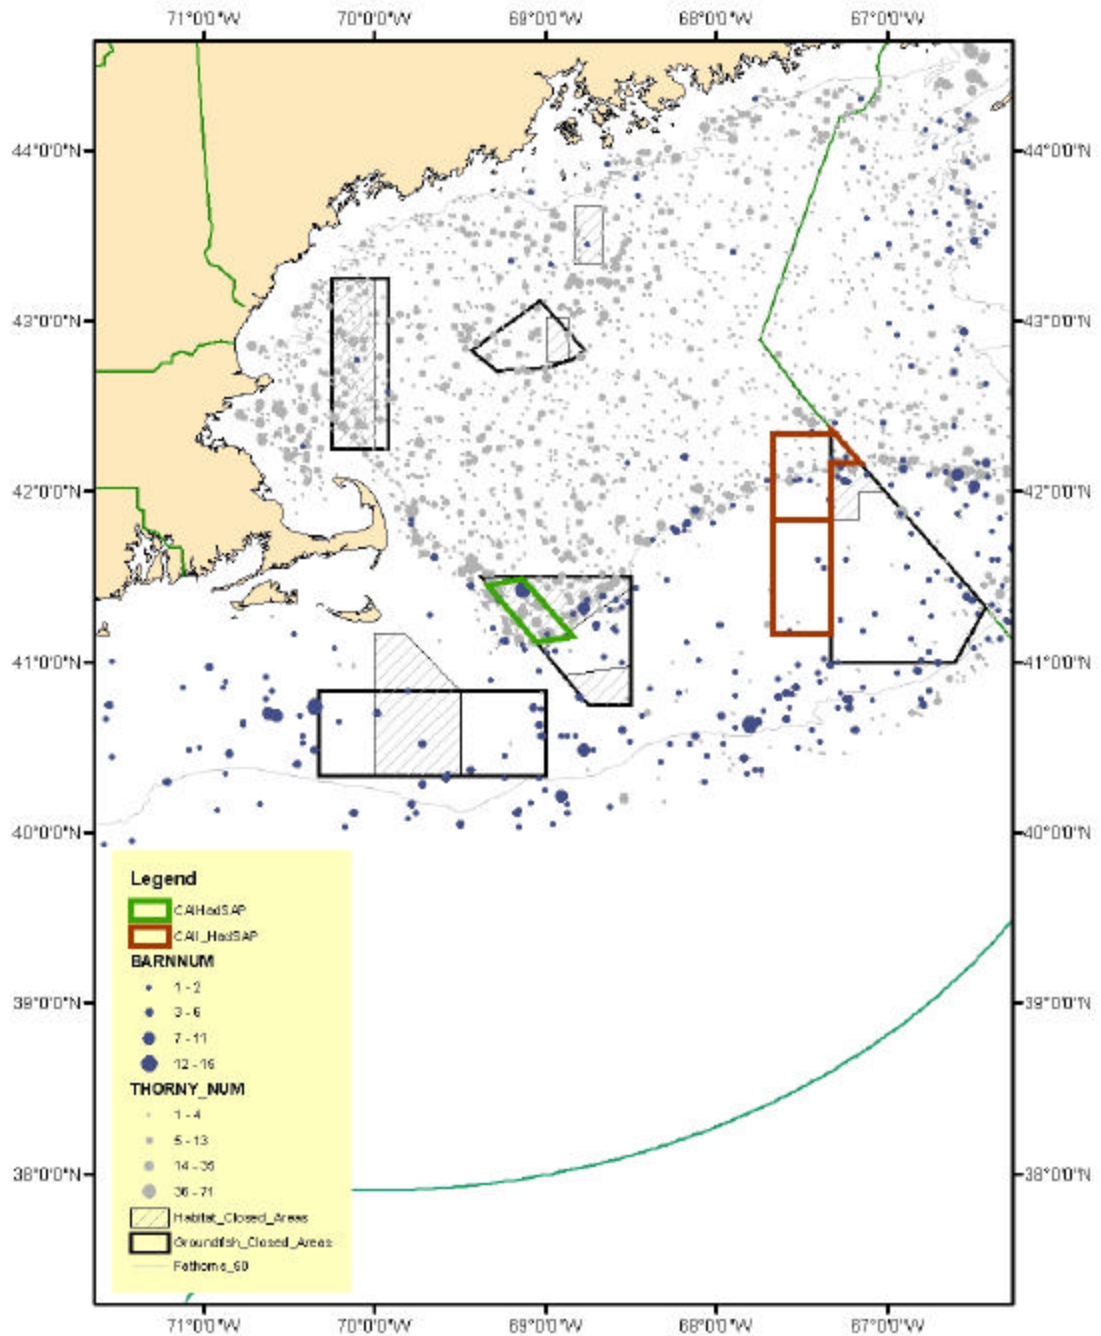 71°0'0"W 70°0'0"W 69°0'0"W 68°0'0"W 67°0'0"W
44°0'0"N 44°0'0"N
43°0'0"N 43°0'0"N
42°0'0"N 42°0'0"N
41°0'0"N 41°0'0"N
40°0'0"N 40°0'0"N
39°0'0"N 39°0'0"N
38°0'0"N 38°0'0"N
Legend
CAIHadSAP
CAII_HadSAP
BARNNUM
1 - 2
3 - 6
7 - 11
12 - 16
THORNY_NUM
1 - 4
5 - 13
14 - 35
36 - 71
Habitat_Closed_Areas
Groundfish_Closed_Areas
Fathoms_60
71°0'0"W 70°0'0"W 69°0'0"W 68°0'0"W 67°0'0"W